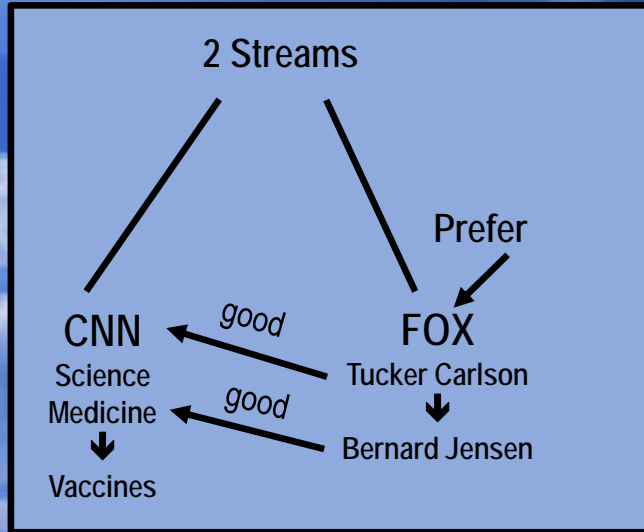 2 Streams
Prefer
CNN
good
FOX
Science
Tucker Carlson
Medicine
good
Bernard Jensen
Vaccines